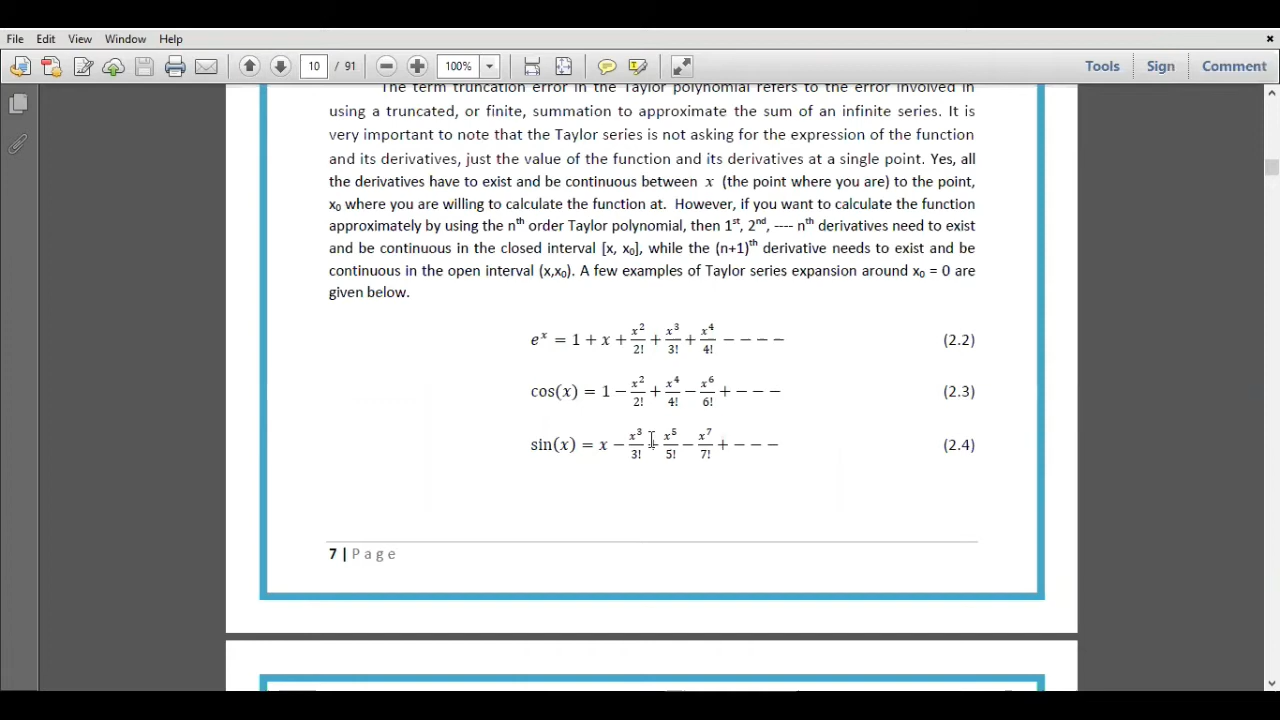 File Edit View Window Help
10 / 91 100% Tools Sign Comment
The term truncation error in the Taylor polynomial refers to the error involved in
using a truncated, or finite, summation to approximate the sum of an infinite series. It is
very important to note that the Taylor series is not asking for the expression of the function
and its derivatives, just the value of the function and its derivatives at a single point. Yes, all
the derivatives have to exist and be continuous between x (the point where you are) to the point,
x₀ where you are willing to calculate the function at. However, if you want to calculate the function
approximately by using the nᵗʰ order Taylor polynomial, then 1ˢᵗ, 2ⁿᵈ, ---- nᵗʰ derivatives need to exist
and be continuous in the closed interval [x, x₀], while the (n+1)ᵗʰ derivative needs to exist and be
continuous in the open interval (x,x₀). A few examples of Taylor series expansion around x₀ = 0 are
given below.
eˣ = 1 + x + x²/2! + x³/3! + x⁴/4! − − − − (2.2)
cos(x) = 1 − x²/2! + x⁴/4! − x⁶/6! + − − − (2.3)
sin(x) = x − x³/3! + x⁵/5! − x⁷/7! + − − − (2.4)
7 | Page